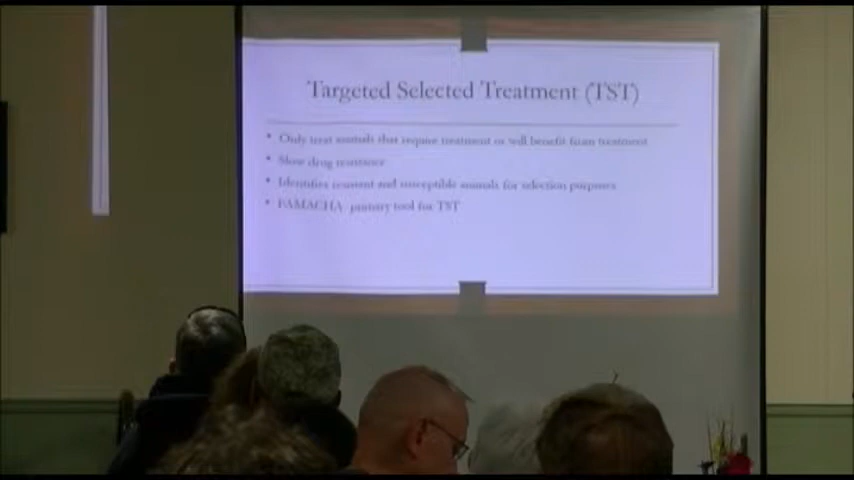 Targeted Selected Treatment (TST)
• Only treat animals that require treatment or will benefit from treatment
• Slow drug resistance
• Identifies resistant and susceptible animals for selection purposes
• FAMACHA- primary tool for TST